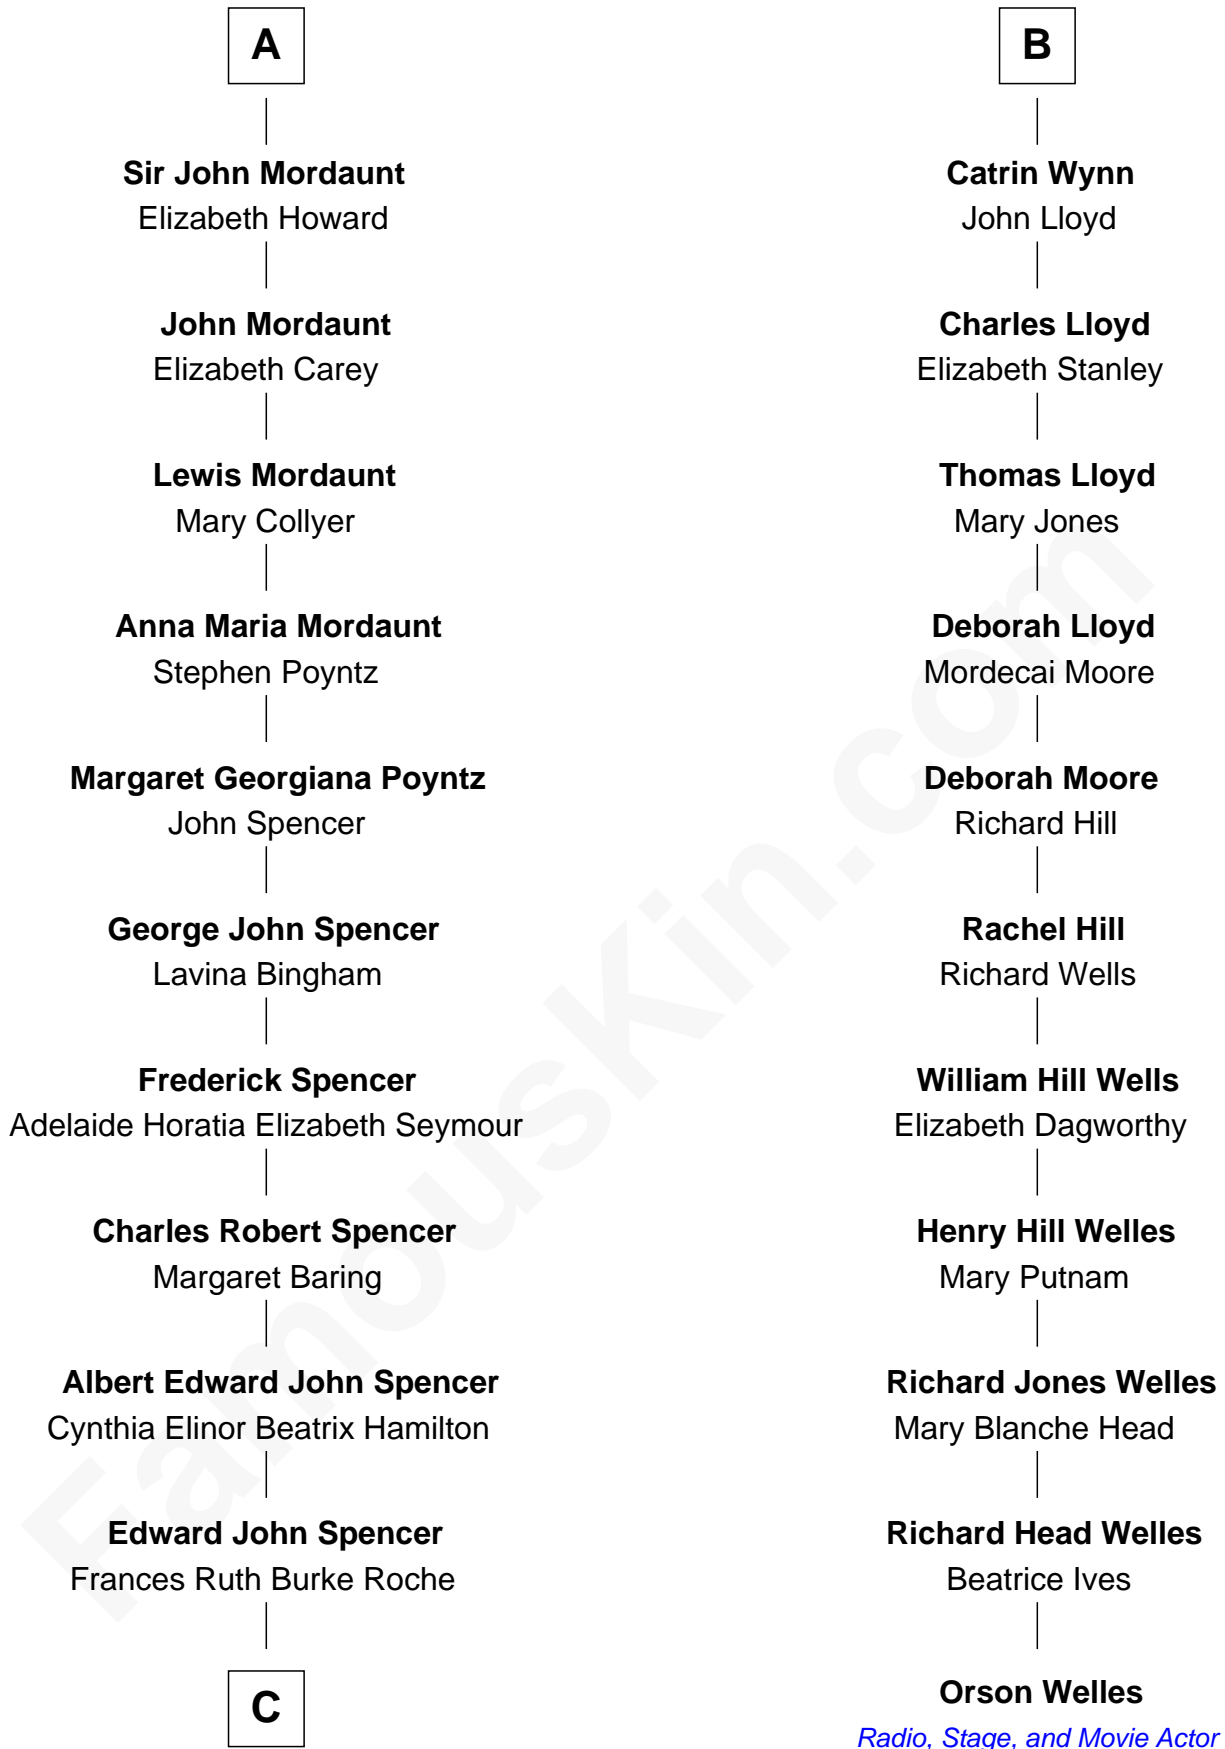 A
Sir John Mordaunt
Elizabeth Howard
John Mordaunt
Elizabeth Carey
Lewis Mordaunt
Mary Collyer
Anna Maria Mordaunt
Stephen Poyntz
Margaret Georgiana Poyntz
John Spencer
George John Spencer
Lavina Bingham
Frederick Spencer
Adelaide Horatia Elizabeth Seymour
Charles Robert Spencer
Margaret Baring
Albert Edward John Spencer
Cynthia Elinor Beatrix Hamilton
Edward John Spencer
Frances Ruth Burke Roche
C
B
Catrin Wynn
John Lloyd
Charles Lloyd
Elizabeth Stanley
Thomas Lloyd
Mary Jones
Deborah Lloyd
Mordecai Moore
Deborah Moore
Richard Hill
Rachel Hill
Richard Wells
William Hill Wells
Elizabeth Dagworthy
Henry Hill Welles
Mary Putnam
Richard Jones Welles
Mary Blanche Head
Richard Head Welles
Beatrice Ives
Orson Welles
Radio, Stage, and Movie Actor
FamousKin.com